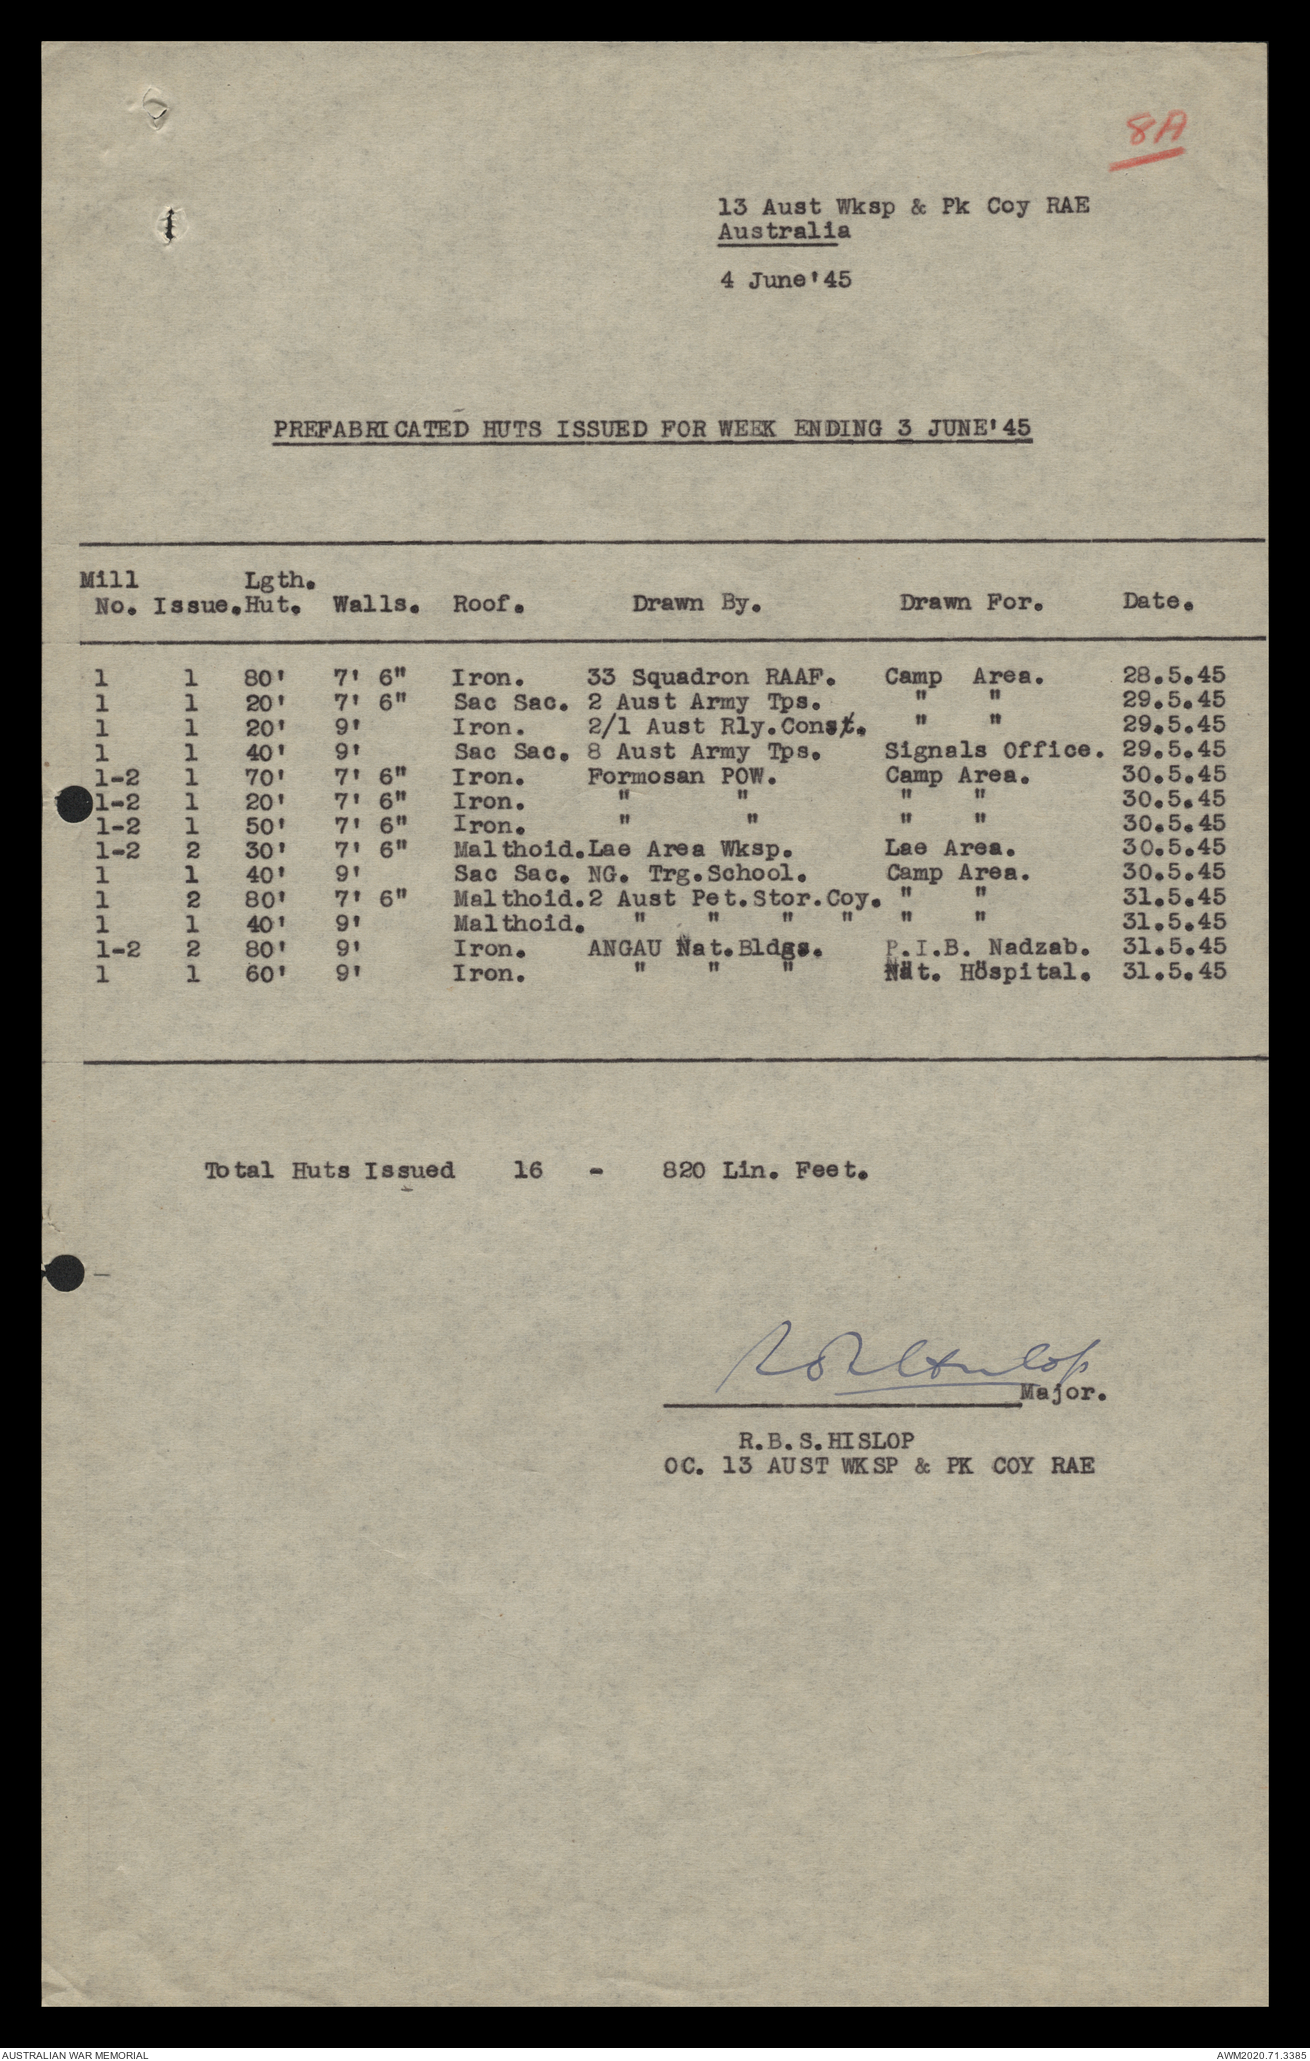 8A
13 Aust Wksp & Pk Coy RAE
Australia
4 June'45
PREFABRICATED HUTS ISSUED FOR WEEK ENDING 3 JUNE'45
Mill Lgth.
No. Issue. Hut. Walls. Roof. Drawn By. Drawn For. Date.
1 1 80' 7' 6" Iron. 33 Squadron RAAF. Camp Area. 28.5.45
1 1 20' 7' 6" Sac Sac. 2 Aust Army Tps. " " 29.5.45
1 1 20' 9' Iron. 2/1 Aust Rly.Const. " " 29.5.45
1 1 40' 9' Sac Sac. 8 Aust Army Tps. Signals Office. 29.5.45
1-2 1 70' 7' 6" Iron. Formosan POW. Camp Area. 30.5.45
1-2 1 20' 7' 6" Iron. " " " " 30.5.45
1-2 1 50' 7' 6" Iron. " " " " 30.5.45
1-2 2 30' 7' 6" Malthoid. Lae Area Wksp. Lae Area. 30.5.45
1 1 40' 9' Sac Sac. NG. Trg.School. Camp Area. 30.5.45
1 2 80' 7' 6" Malthoid. 2 Aust Pet.Stor.Coy. " " 31.5.45
1 1 40' 9' Malthoid. " " " " " " 31.5.45
1-2 2 80' 9' Iron. ANGAU Nat.Bldgs. P.I.B. Nadzab. 31.5.45
1 1 60' 9' Iron. " " " Nat. Hospital. 31.5.45
Total Huts Issued 16 - 820 Lin. Feet.
Major.
R.B.S.HISLOP
OC. 13 AUST WKSP & PK COY RAE
AUSTRALIAN WAR MEMORIAL AWM2020.71.3385